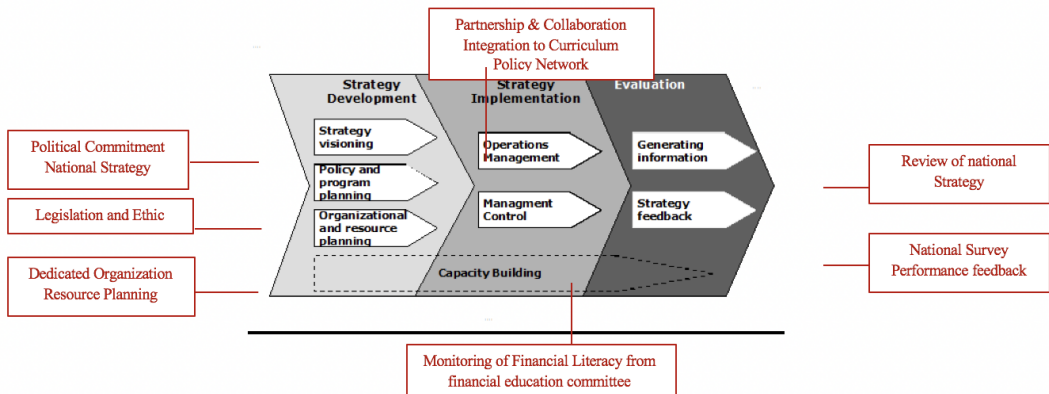 Partnership & Collaboration
Integration to Curriculum
Policy Network
Strategy
Development
Strategy
Implementation
Evaluation
Strategy
visioning
Policy and
program
planning
Organizational
and resource
planning
Operations
Management
Managment
Control
Generating
information
Strategy
feedback
Capacity Building
Political Commitment
National Strategy
Legislation and Ethic
Dedicated Organization
Resource Planning
Review of national
Strategy
National Survey
Performance feedback
Monitoring of Financial Literacy from
financial education committee